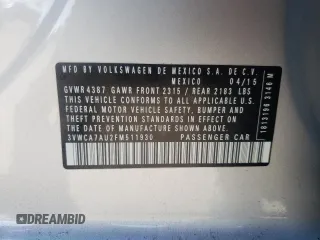 MFD. BY VOLKSWAGEN DE MEXICO S.A. DE C.V.
MEXICO 04/15
GVWR 4387 GAWR FRONT 2315 / REAR 2183 LBS
THIS VEHICLE CONFORMS TO ALL APPLICABLE U.S.
FEDERAL MOTOR VEHICLE SAFETY, BUMPER, AND
THEFT PREVENTION STANDARDS IN EFFECT ON
THE DATE OF MANUFACTURE SHOWN ABOVE.
3VWCA7AU2FM511930 PASSENGER CAR
1813196 3146 M
DREAMBID